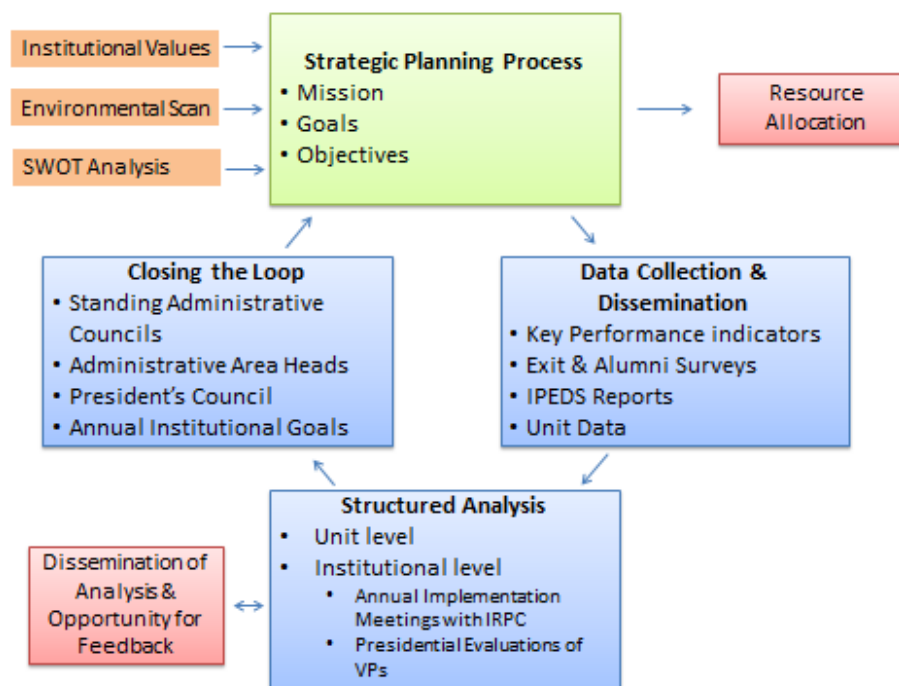 Institutional Values
Environmental Scan
SWOT Analysis
Strategic Planning Process
• Mission
• Goals
• Objectives
Resource
Allocation
Closing the Loop
• Standing Administrative
Councils
• Administrative Area Heads
• President's Council
• Annual Institutional Goals
Data Collection &
Dissemination
• Key Performance indicators
• Exit & Alumni Surveys
• IPEDS Reports
• Unit Data
Structured Analysis
• Unit level
• Institutional level
• Annual Implementation
Meetings with IRPC
• Presidential Evaluations of
VPs
Dissemination of
Analysis &
Opportunity for
Feedback